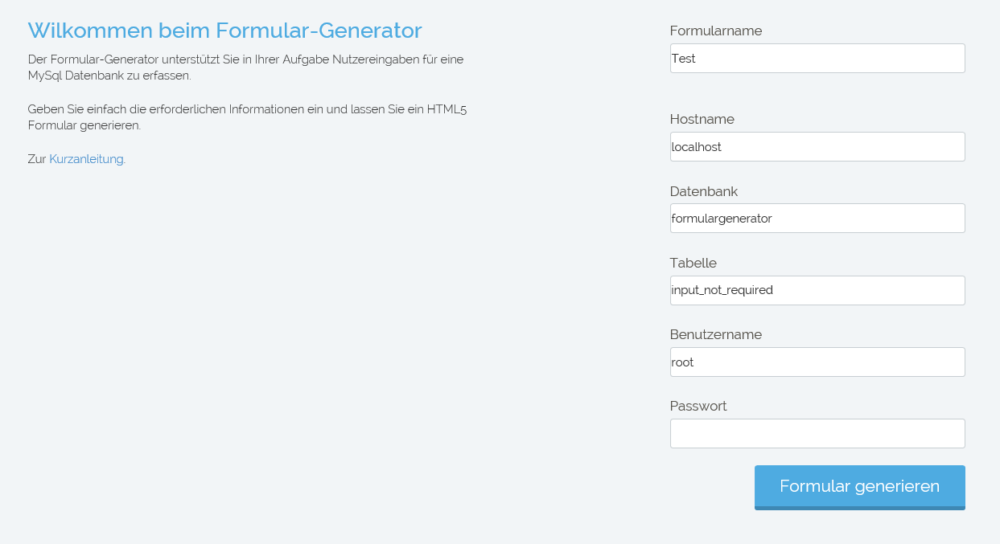 Wilkommen beim Formular-Generator
Der Formular-Generator unterstützt Sie in Ihrer Aufgabe Nutzereingaben für eine
MySql Datenbank zu erfassen.
Geben Sie einfach die erforderlichen Informationen ein und lassen Sie ein HTML5
Formular generieren.
Zur Kurzanleitung.
Formularname
Test
Hostname
localhost
Datenbank
formulargenerator
Tabelle
input_not_required
Benutzername
root
Passwort
Formular generieren